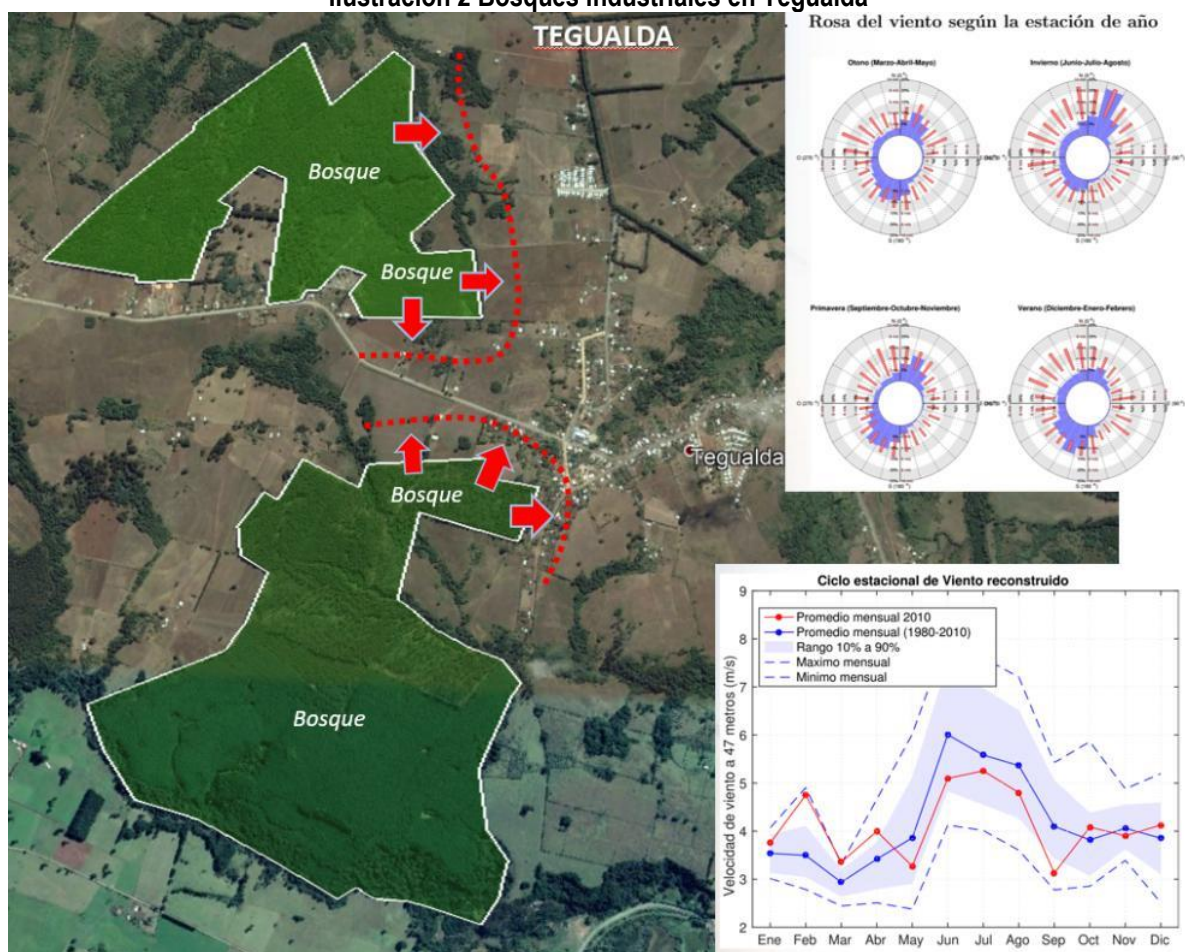 Ilustración 2 Bosques Industriales en Tegualda
TEGUALDA
Bosque
Bosque
Bosque
Bosque
Tegualda
Rosa del viento según la estación de año
Otono (Marzo-Abril-Mayo)
Invierno (Junio-Julio-Agosto)
Primavera (Septiembre-Octubre-Noviembre)
Verano (Diciembre-Enero-Febrero)
Ciclo estacional de Viento reconstruido
Promedio mensual 2010
Promedio mensual (1980-2010)
Rango 10% a 90%
Maximo mensual
Minimo mensual
Velocidad de viento a 47 metros (m/s)
9
8
7
6
5
4
3
2
Ene Feb Mar Abr May Jun Jul Ago Sep Oct Nov Dic